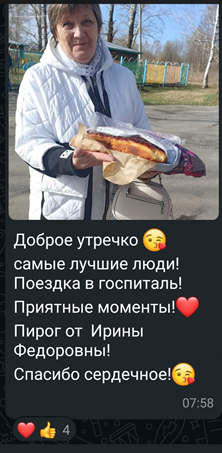 Доброе утречко 😘
самые лучшие люди!
Поездка в госпиталь!
Приятные моменты!❤️
Пирог от Ирины
Федоровны!
Спасибо сердечное!😘
07:58
❤️👍 4